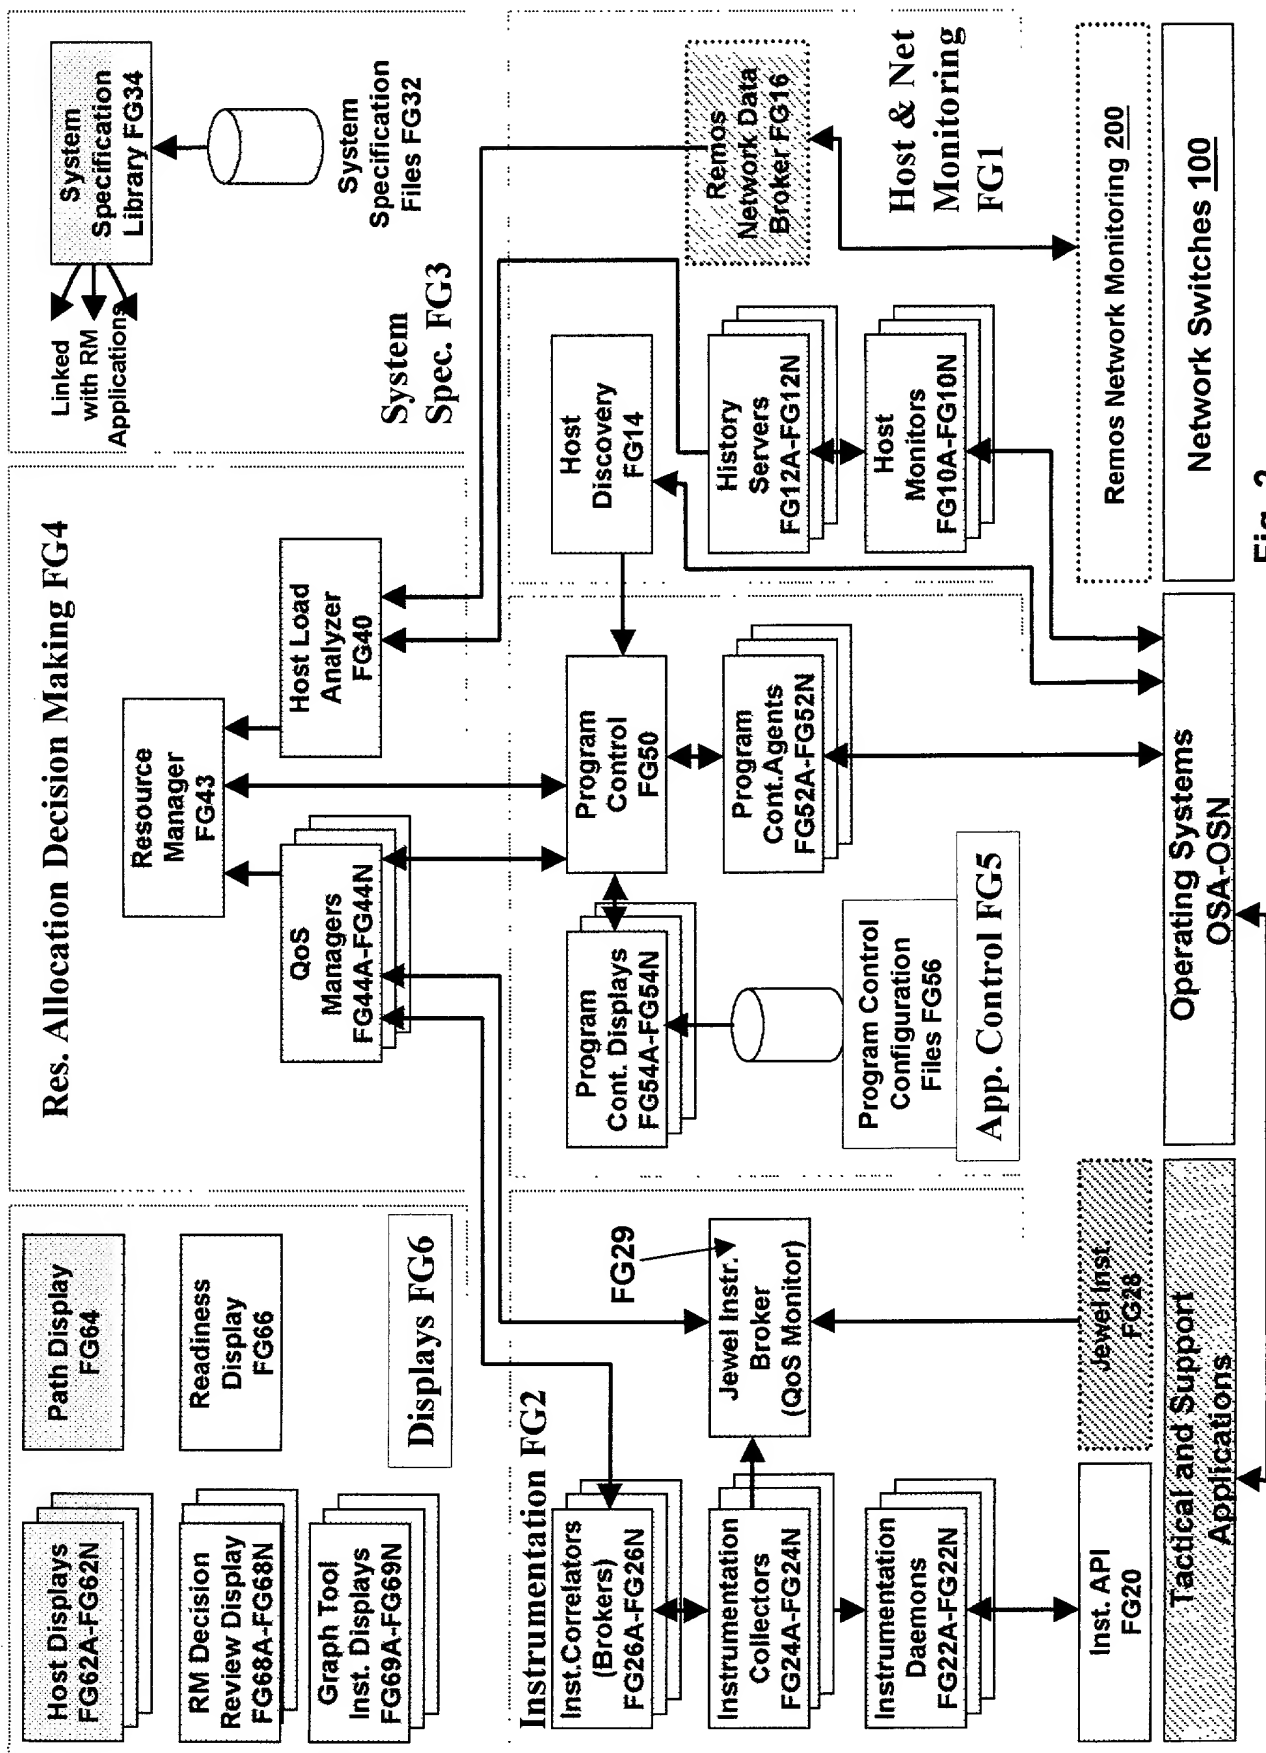 Host Displays
FG62A-FG62N
Path Display
FG64
RM Decision
Review Display
FG68A-FG68N
Readiness
Display
FG66
Graph Tool
Inst. Displays
FG69A-FG69N
Displays FG6
Res. Allocation Decision Making FG4
Resource
Manager
FG43
QoS
Managers
FG44A-FG44N
Host Load
Analyzer
FG40
Linked
with RM
Applications
System
Specification
Library FG34
System
Specification
Files FG32
System
Spec. FG3
Instrumentation FG2
Inst.Correlators
(Brokers)
FG26A-FG26N
FG29
Instrumentation
Collectors
FG24A-FG24N
Jewel Instr.
Broker
(QoS Monitor)
Instrumentation
Daemons
FG22A-FG22N
Inst. API
FG20
Jewel Inst.
FG28
Tactical and Support
Applications
Program
Cont. Displays
FG54A-FG54N
Program
Control
FG50
Program
Cont.Agents
FG52A-FG52N
Program Control
Configuration
Files FG56
App. Control FG5
Operating Systems
OSA-OSN
Host
Discovery
FG14
History
Servers
FG12A-FG12N
Host
Monitors
FG10A-FG10N
Remos
Network Data
Broker FG16
Host & Net
Monitoring
FG1
Remos Network Monitoring 200
Network Switches 100